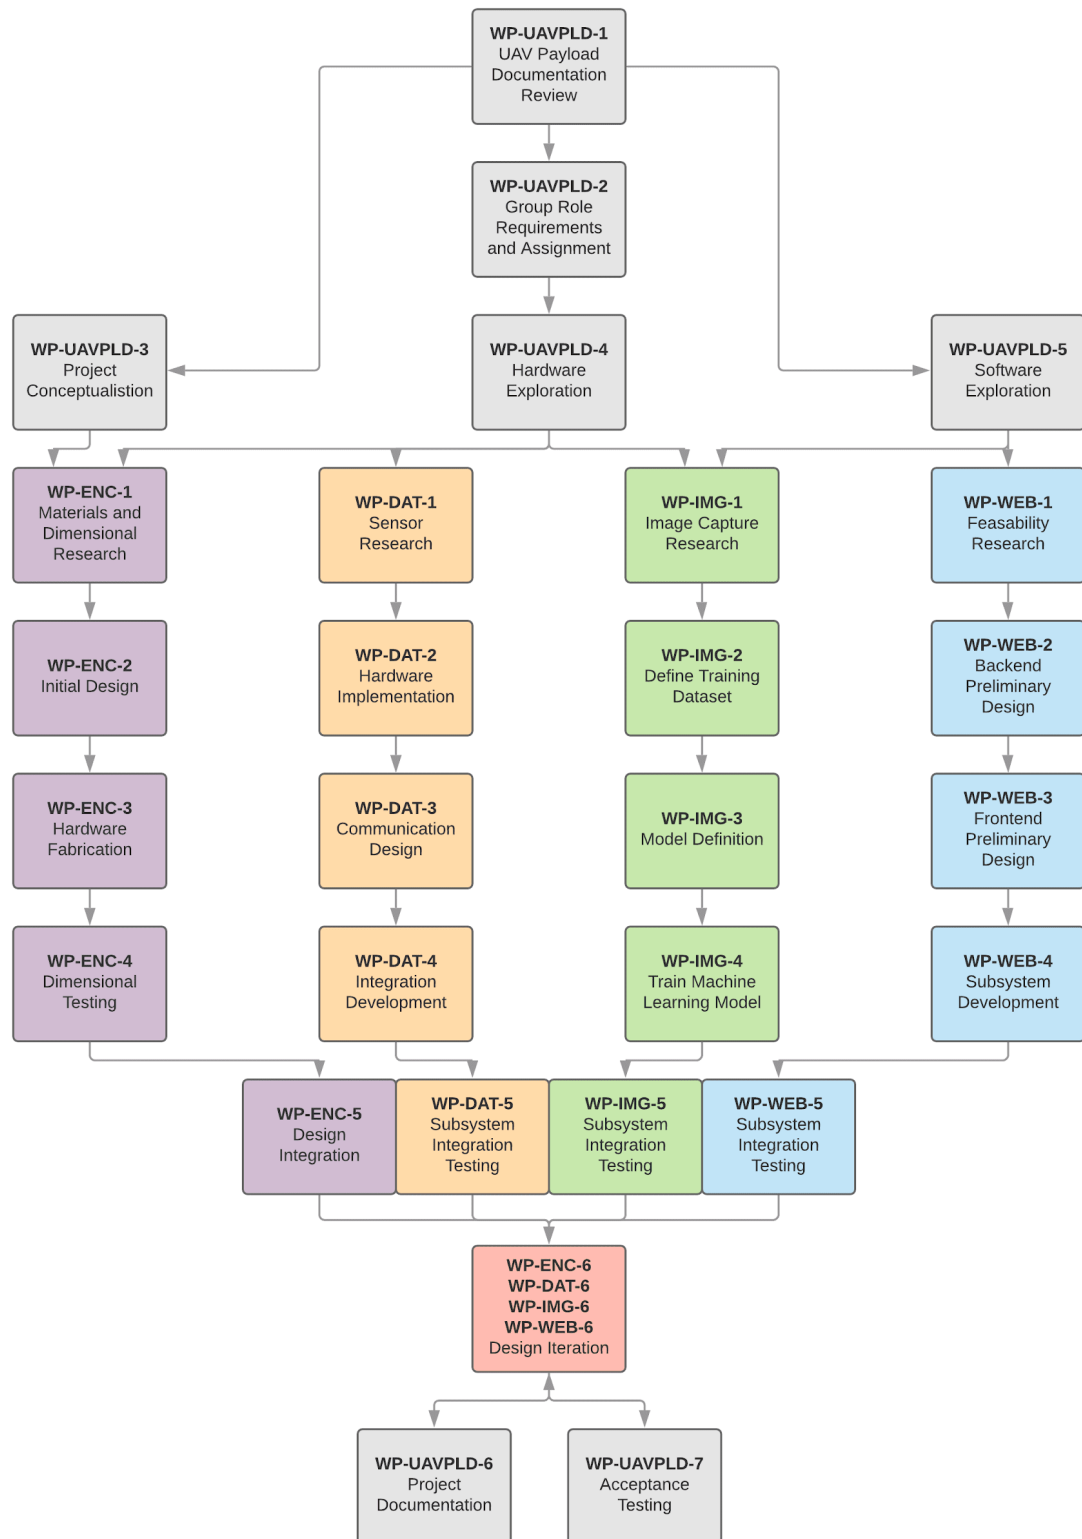 WP-UAVPLD-1
UAV Payload
Documentation
Review
WP-UAVPLD-2
Group Role
Requirements
and Assignment
WP-UAVPLD-3
Project
Conceptualistion
WP-UAVPLD-4
Hardware
Exploration
WP-UAVPLD-5
Software
Exploration
WP-ENC-1
Materials and
Dimensional
Research
WP-DAT-1
Sensor
Research
WP-IMG-1
Image Capture
Research
WP-WEB-1
Feasability
Research
WP-ENC-2
Initial Design
WP-DAT-2
Hardware
Implementation
WP-IMG-2
Define Training
Dataset
WP-WEB-2
Backend
Preliminary
Design
WP-ENC-3
Hardware
Fabrication
WP-DAT-3
Communication
Design
WP-IMG-3
Model Definition
WP-WEB-3
Frontend
Preliminary
Design
WP-ENC-4
Dimensional
Testing
WP-DAT-4
Integration
Development
WP-IMG-4
Train Machine
Learning Model
WP-WEB-4
Subsystem
Development
WP-ENC-5
Design
Integration
WP-DAT-5
Subsystem
Integration
Testing
WP-IMG-5
Subsystem
Integration
Testing
WP-WEB-5
Subsystem
Integration
Testing
WP-ENC-6
WP-DAT-6
WP-IMG-6
WP-WEB-6
Design Iteration
WP-UAVPLD-6
Project
Documentation
WP-UAVPLD-7
Acceptance
Testing